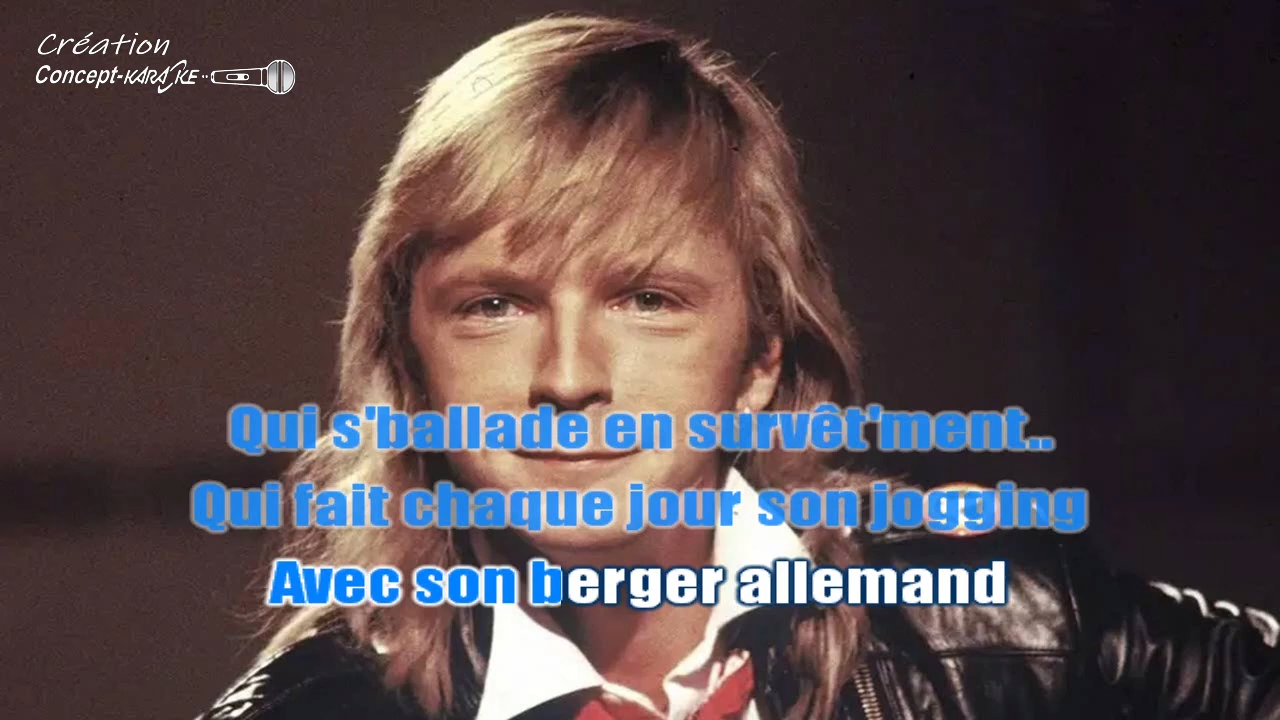 Création
Concept-KARAOKE
Qui s'ballade en survêt'ment..
Qui fait chaque jour son jogging
Avec son berger allemand